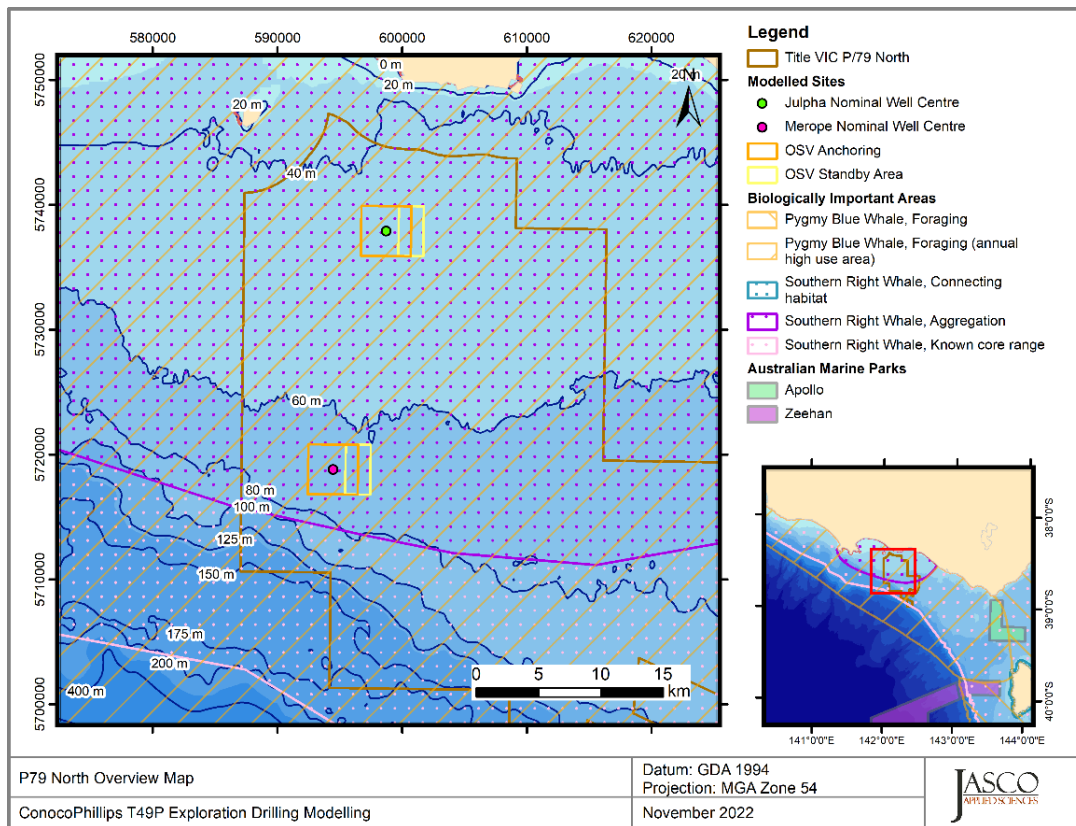 580000 590000 600000 610000 620000
5750000
5740000
5730000
5720000
5710000
5700000
0 m
20 m
20 m
20 m
N
40 m
60 m
80 m
100 m
125 m
150 m
175 m
200 m
400 m
0 5 10 15
km
Legend
Title VIC P/79 North
Modelled Sites
Julpha Nominal Well Centre
Merope Nominal Well Centre
OSV Anchoring
OSV Standby Area
Biologically Important Areas
Pygmy Blue Whale, Foraging
Pygmy Blue Whale, Foraging (annual
high use area)
Southern Right Whale, Connecting
habitat
Southern Right Whale, Aggregation
Southern Right Whale, Known core range
Australian Marine Parks
Apollo
Zeehan
38°0'0"S
39°0'0"S
40°0'0"S
141°0'0"E 142°0'0"E 143°0'0"E 144°0'0"E
P79 North Overview Map
ConocoPhillips T49P Exploration Drilling Modelling
Datum: GDA 1994
Projection: MGA Zone 54
November 2022
JASCO
APPLIED SCIENCES